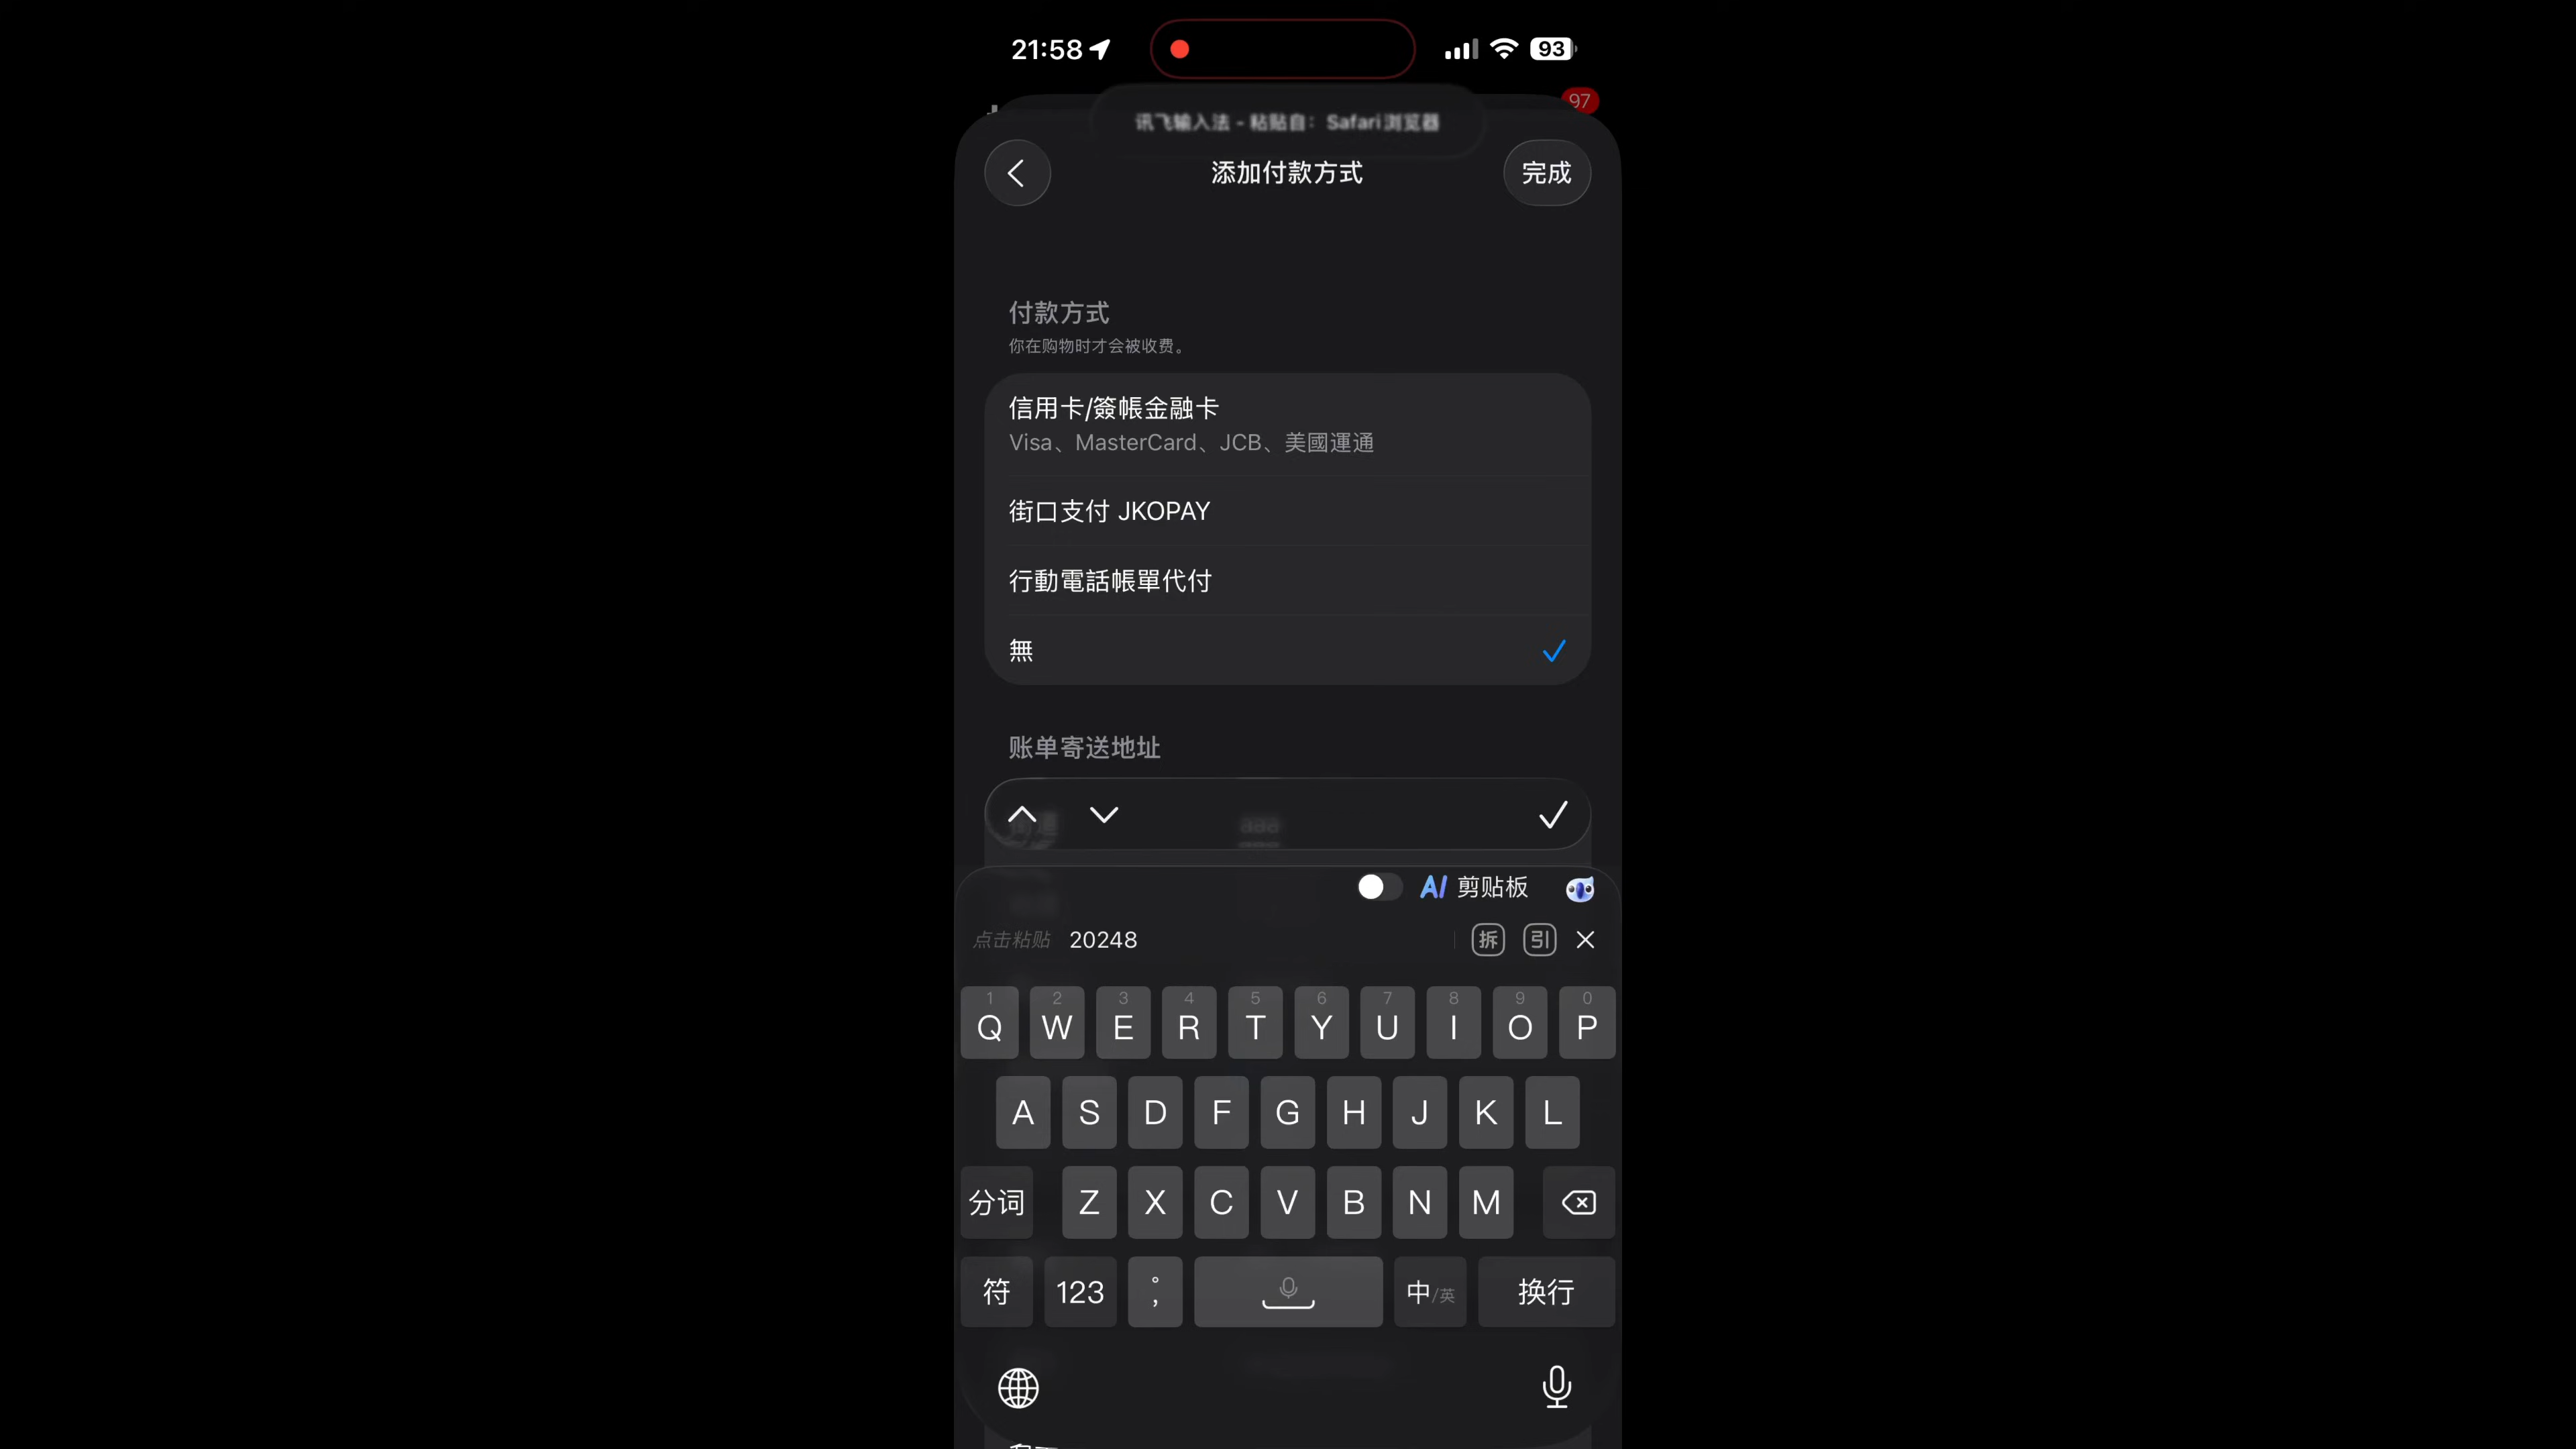 21:58
93
97
讯飞输入法 - 粘贴自：Safari浏览器
添加付款方式
完成
付款方式
你在购物时才会被收费。
信用卡/簽帳金融卡
Visa、MasterCard、JCB、美國運通
街口支付 JKOPAY
行動電話帳單代付
無
账单寄送地址
街道 aaa
AI 剪贴板
点击粘贴 20248 拆 引
1 2 3 4 5 6 7 8 9 0
Q W E R T Y U I O P
A S D F G H J K L
分词 Z X C V B N M
符 123 °, 中/英 换行